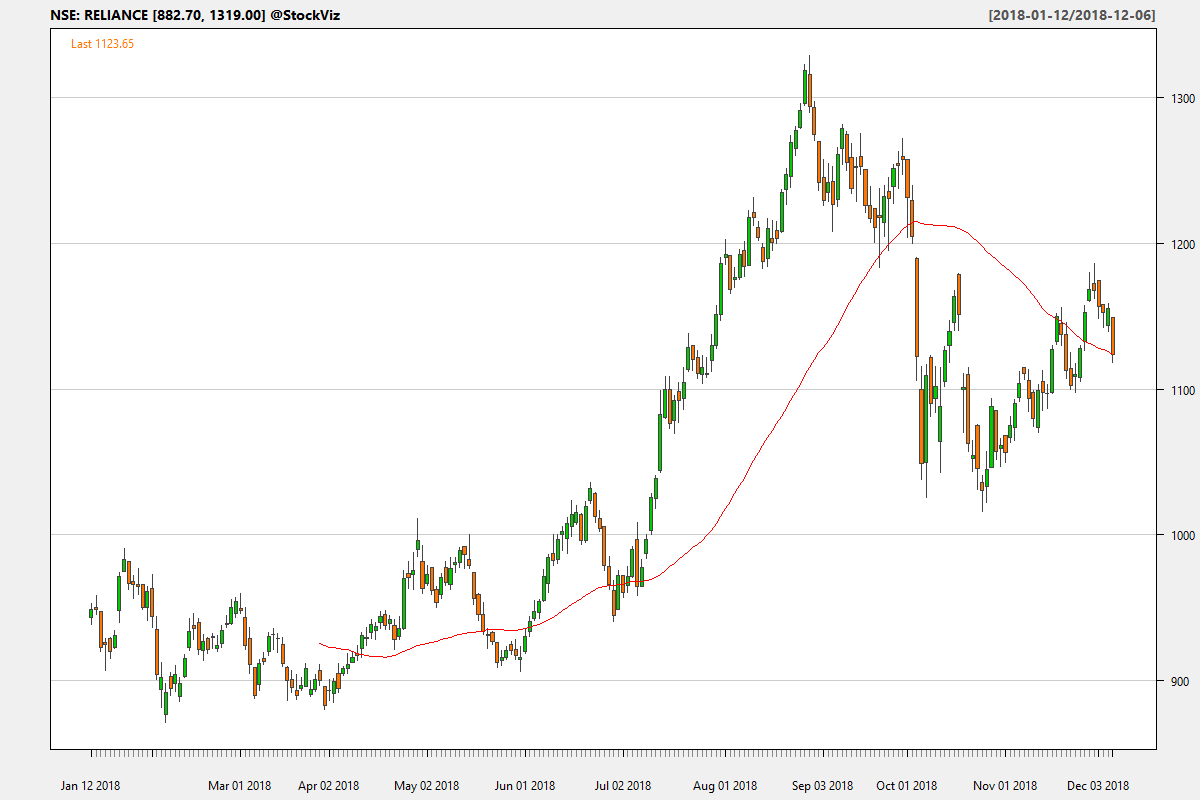 NSE: RELIANCE [882.70, 1319.00] @StockViz
[2018-01-12/2018-12-06]
Last 1123.65
1300
1200
1100
1000
900
Jan 12 2018 Mar 01 2018 Apr 02 2018 May 02 2018 Jun 01 2018 Jul 02 2018 Aug 01 2018 Sep 03 2018 Oct 01 2018 Nov 01 2018 Dec 03 2018